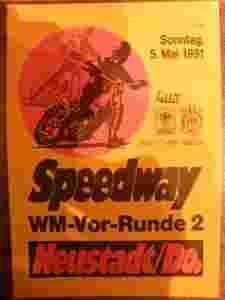 Sonntag,
5. Mai 1991
Speedway
WM-Vor-Runde 2
Neustadt/Do.